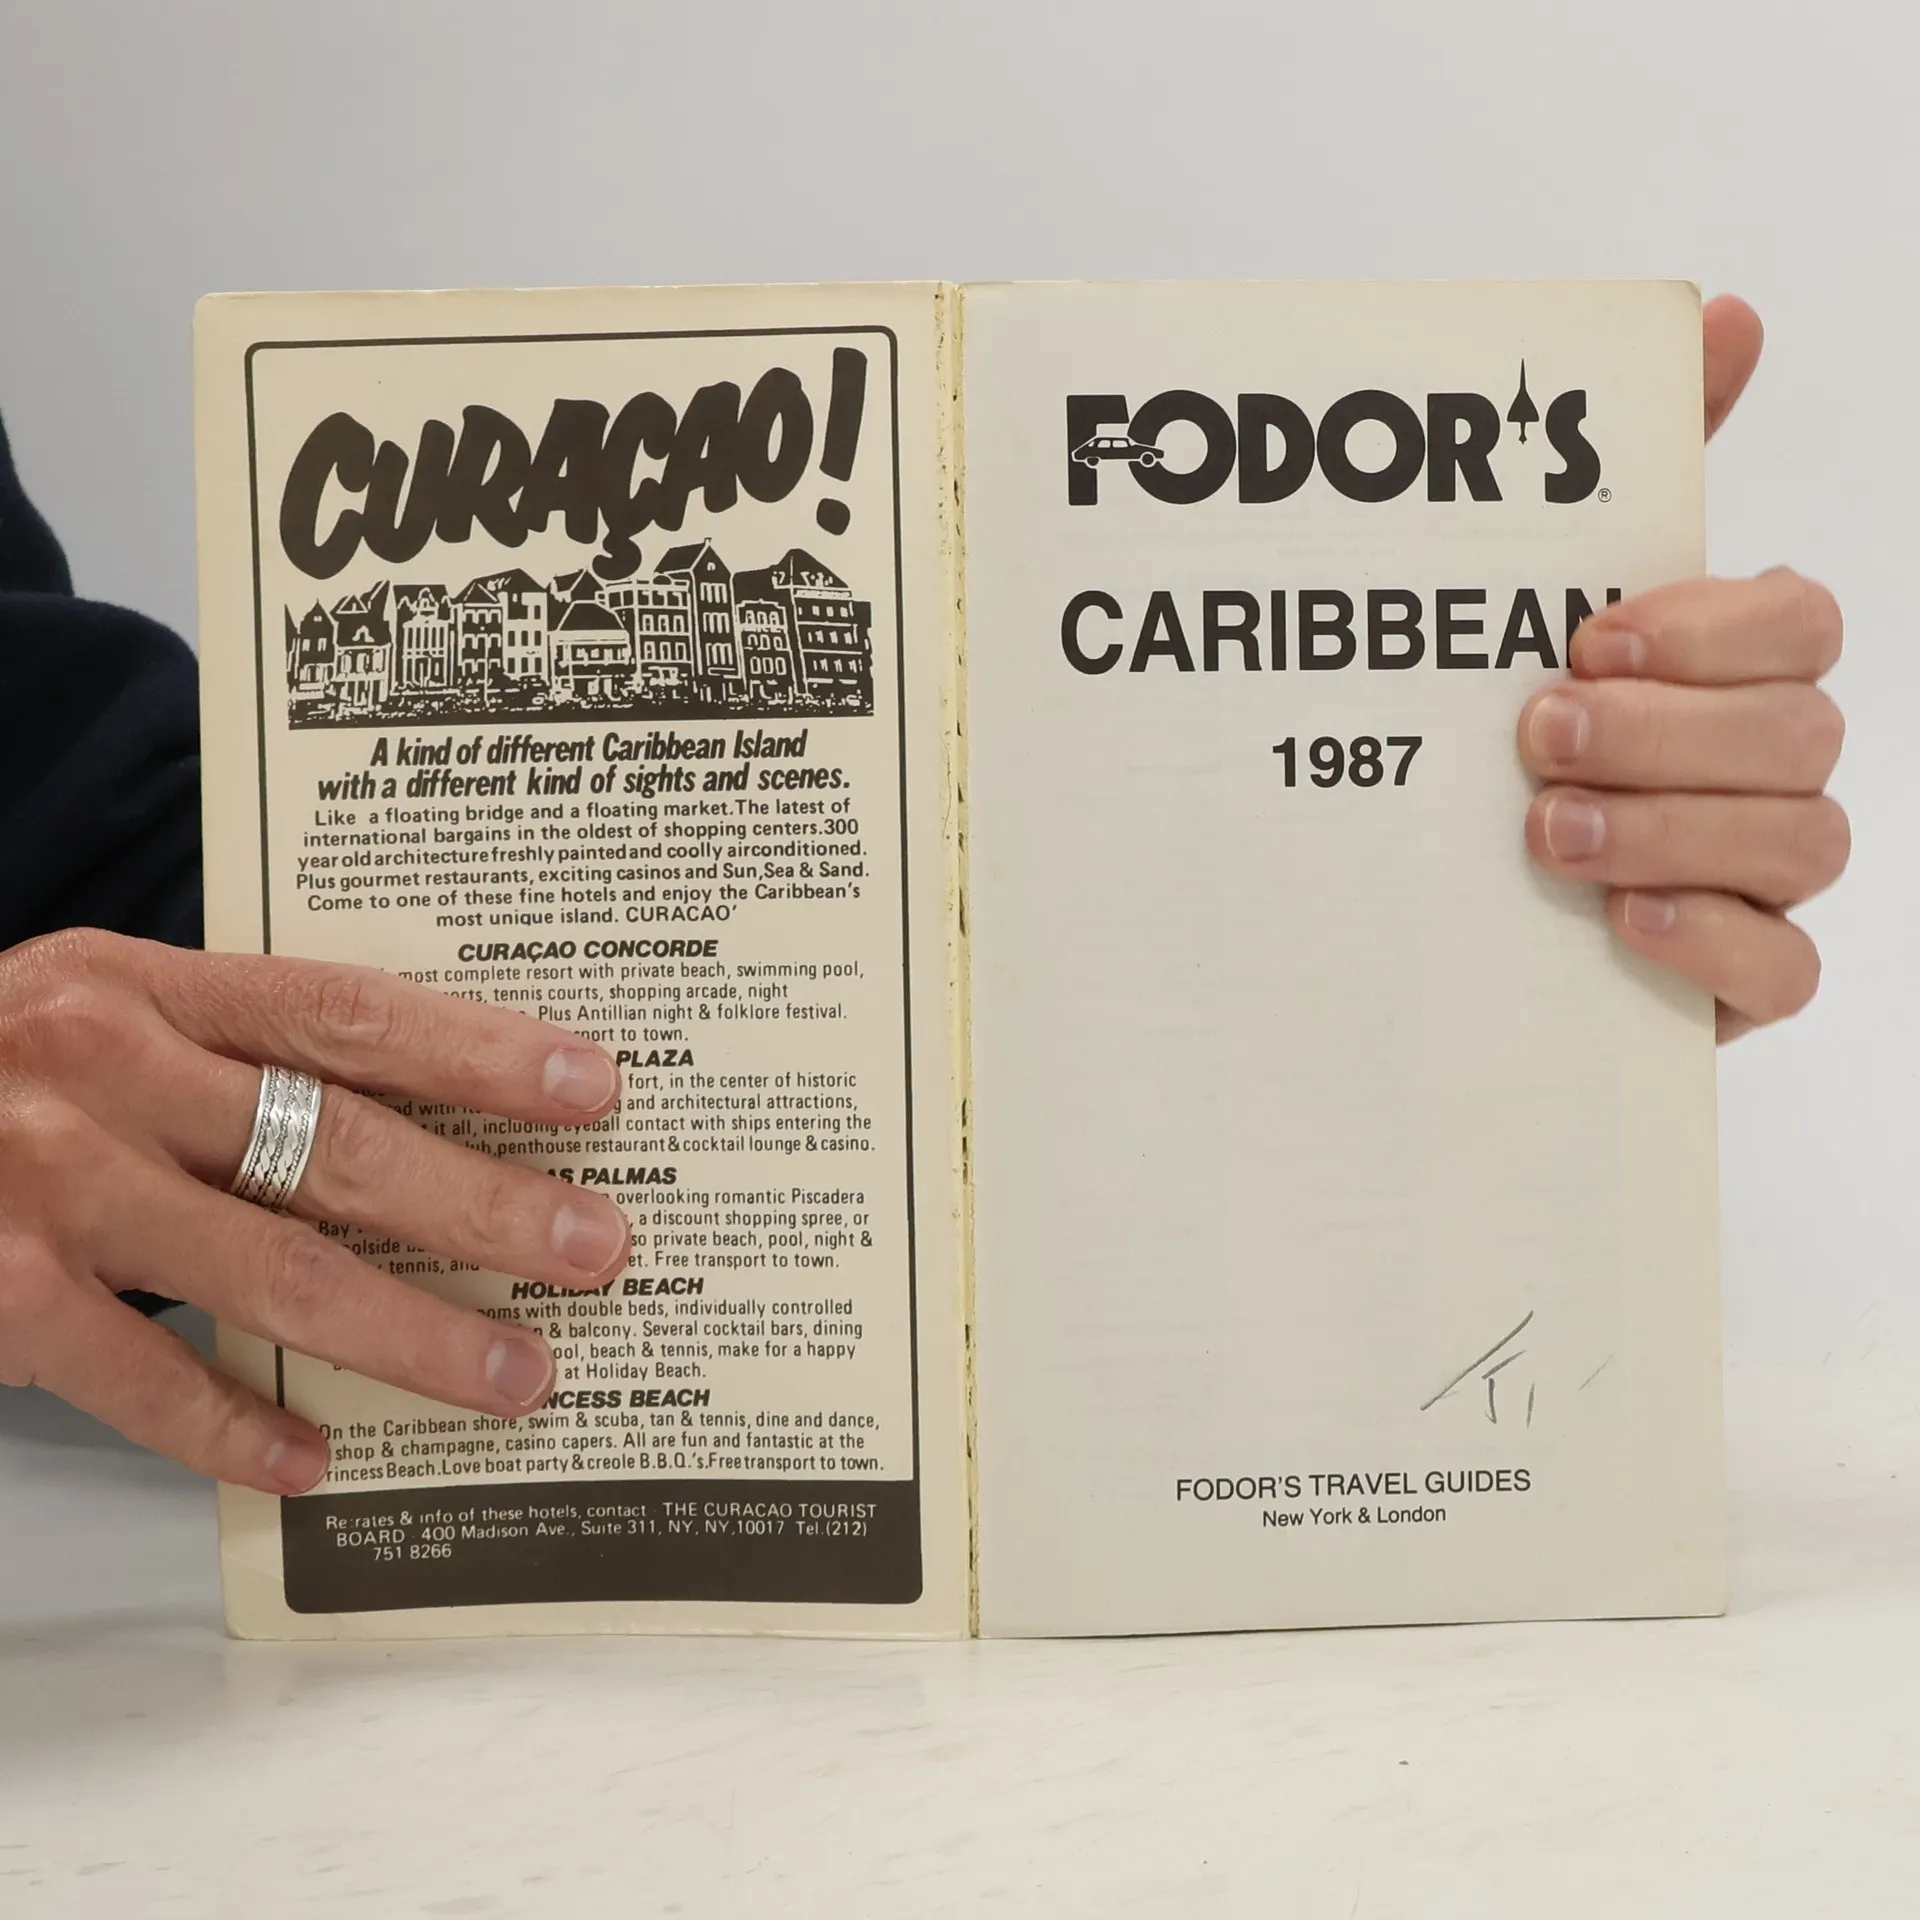 CURAÇAO!
A kind of different Caribbean Island
with a different kind of sights and scenes.
Like a floating bridge and a floating market. The latest of
international bargains in the oldest of shopping centers. 300
year old architecture freshly painted and coolly airconditioned.
Plus gourmet restaurants, exciting casinos and Sun, Sea & Sand.
Come to one of these fine hotels and enjoy the Caribbean's
most unique island. CURACAO'
CURAÇAO CONCORDE
most complete resort with private beach, swimming pool,
tennis courts, shopping arcade, night
Plus Antillian night & folklore festival.
to town.
PLAZA
fort, in the center of historic
and architectural attractions,
it all, including eyeball contact with ships entering the
penthouse restaurant & cocktail lounge & casino.
PALMAS
overlooking romantic Piscadera
Bay
a discount shopping spree, or
so private beach, pool, night &
tennis, Free transport to town.
HOLIDAY BEACH
with double beds, individually controlled
& balcony. Several cocktail bars, dining
beach & tennis, make for a happy
at Holiday Beach.
BEACH
On the Caribbean shore, swim & scuba, tan & tennis, dine and dance,
shop & champagne, casino capers. All are fun and fantastic at the
Beach. Love boat party & creole B.B.Q.'s. Free transport to town.
Re: rates & info of these hotels, contact · THE CURACAO TOURIST
BOARD · 400 Madison Ave., Suite 311, NY, NY, 10017 Tel. (212)
751 8266
FODOR'S®
CARIBBEAN
1987
FODOR'S TRAVEL GUIDES
New York & London